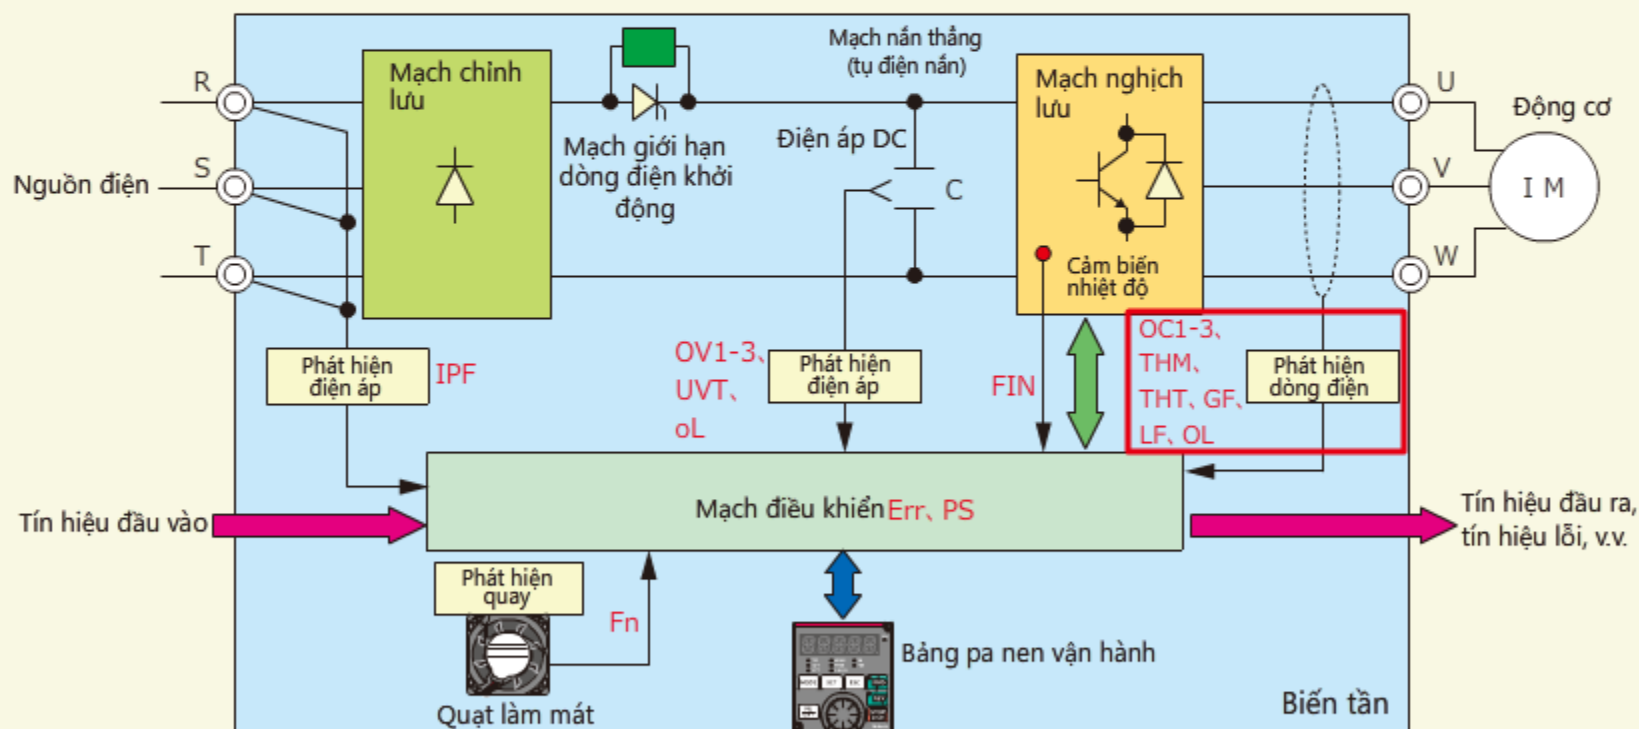 Mạch chỉnh
lưu
Mạch nắn thẳng
(tụ điện nắn)
Mạch nghịch
lưu
R
S
T
Nguồn điện
Mạch giới hạn
dòng điện khởi
động
Điện áp DC
C
Cảm biến
nhiệt độ
U
V
W
Động cơ
I M
Phát hiện
điện áp
IPF
OV1-3、
UVT、
oL
Phát hiện
điện áp
FIN
OC1-3、
THM、
THT、GF、
LF、OL
Phát hiện
dòng điện
Tín hiệu đầu vào
Mạch điều khiển Err、PS
Tín hiệu đầu ra,
tín hiệu lỗi, v.v.
Phát hiện
quay
Fn
Quạt làm mát
Bảng pa nen vận hành
Biến tần